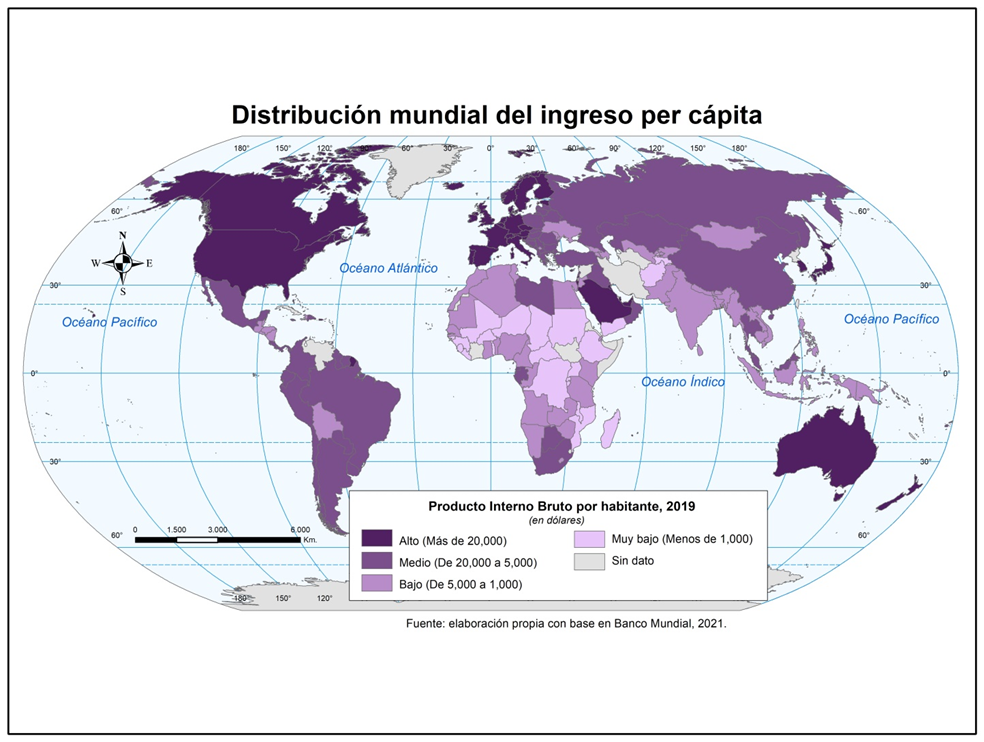 Distribución mundial del ingreso per cápita
180° 150° 120° 30° 0° 30° 60° 90° 120° 150° 180°
60° 60°
N
W E
S
Océano Atlántico
30° 30°
Océano Pacífico Océano Pacífico
0° 0°
Océano Índico
30° 30°
Producto Interno Bruto por habitante, 2019
(en dólares)
0 1.500 3.000 6.000
Km.
60° 60°
Alto (Más de 20,000)
Medio (De 20,000 a 5,000)
Bajo (De 5,000 a 1,000)
Muy bajo (Menos de 1,000)
Sin dato
180° 150° 120°
Fuente: elaboración propia con base en Banco Mundial, 2021.